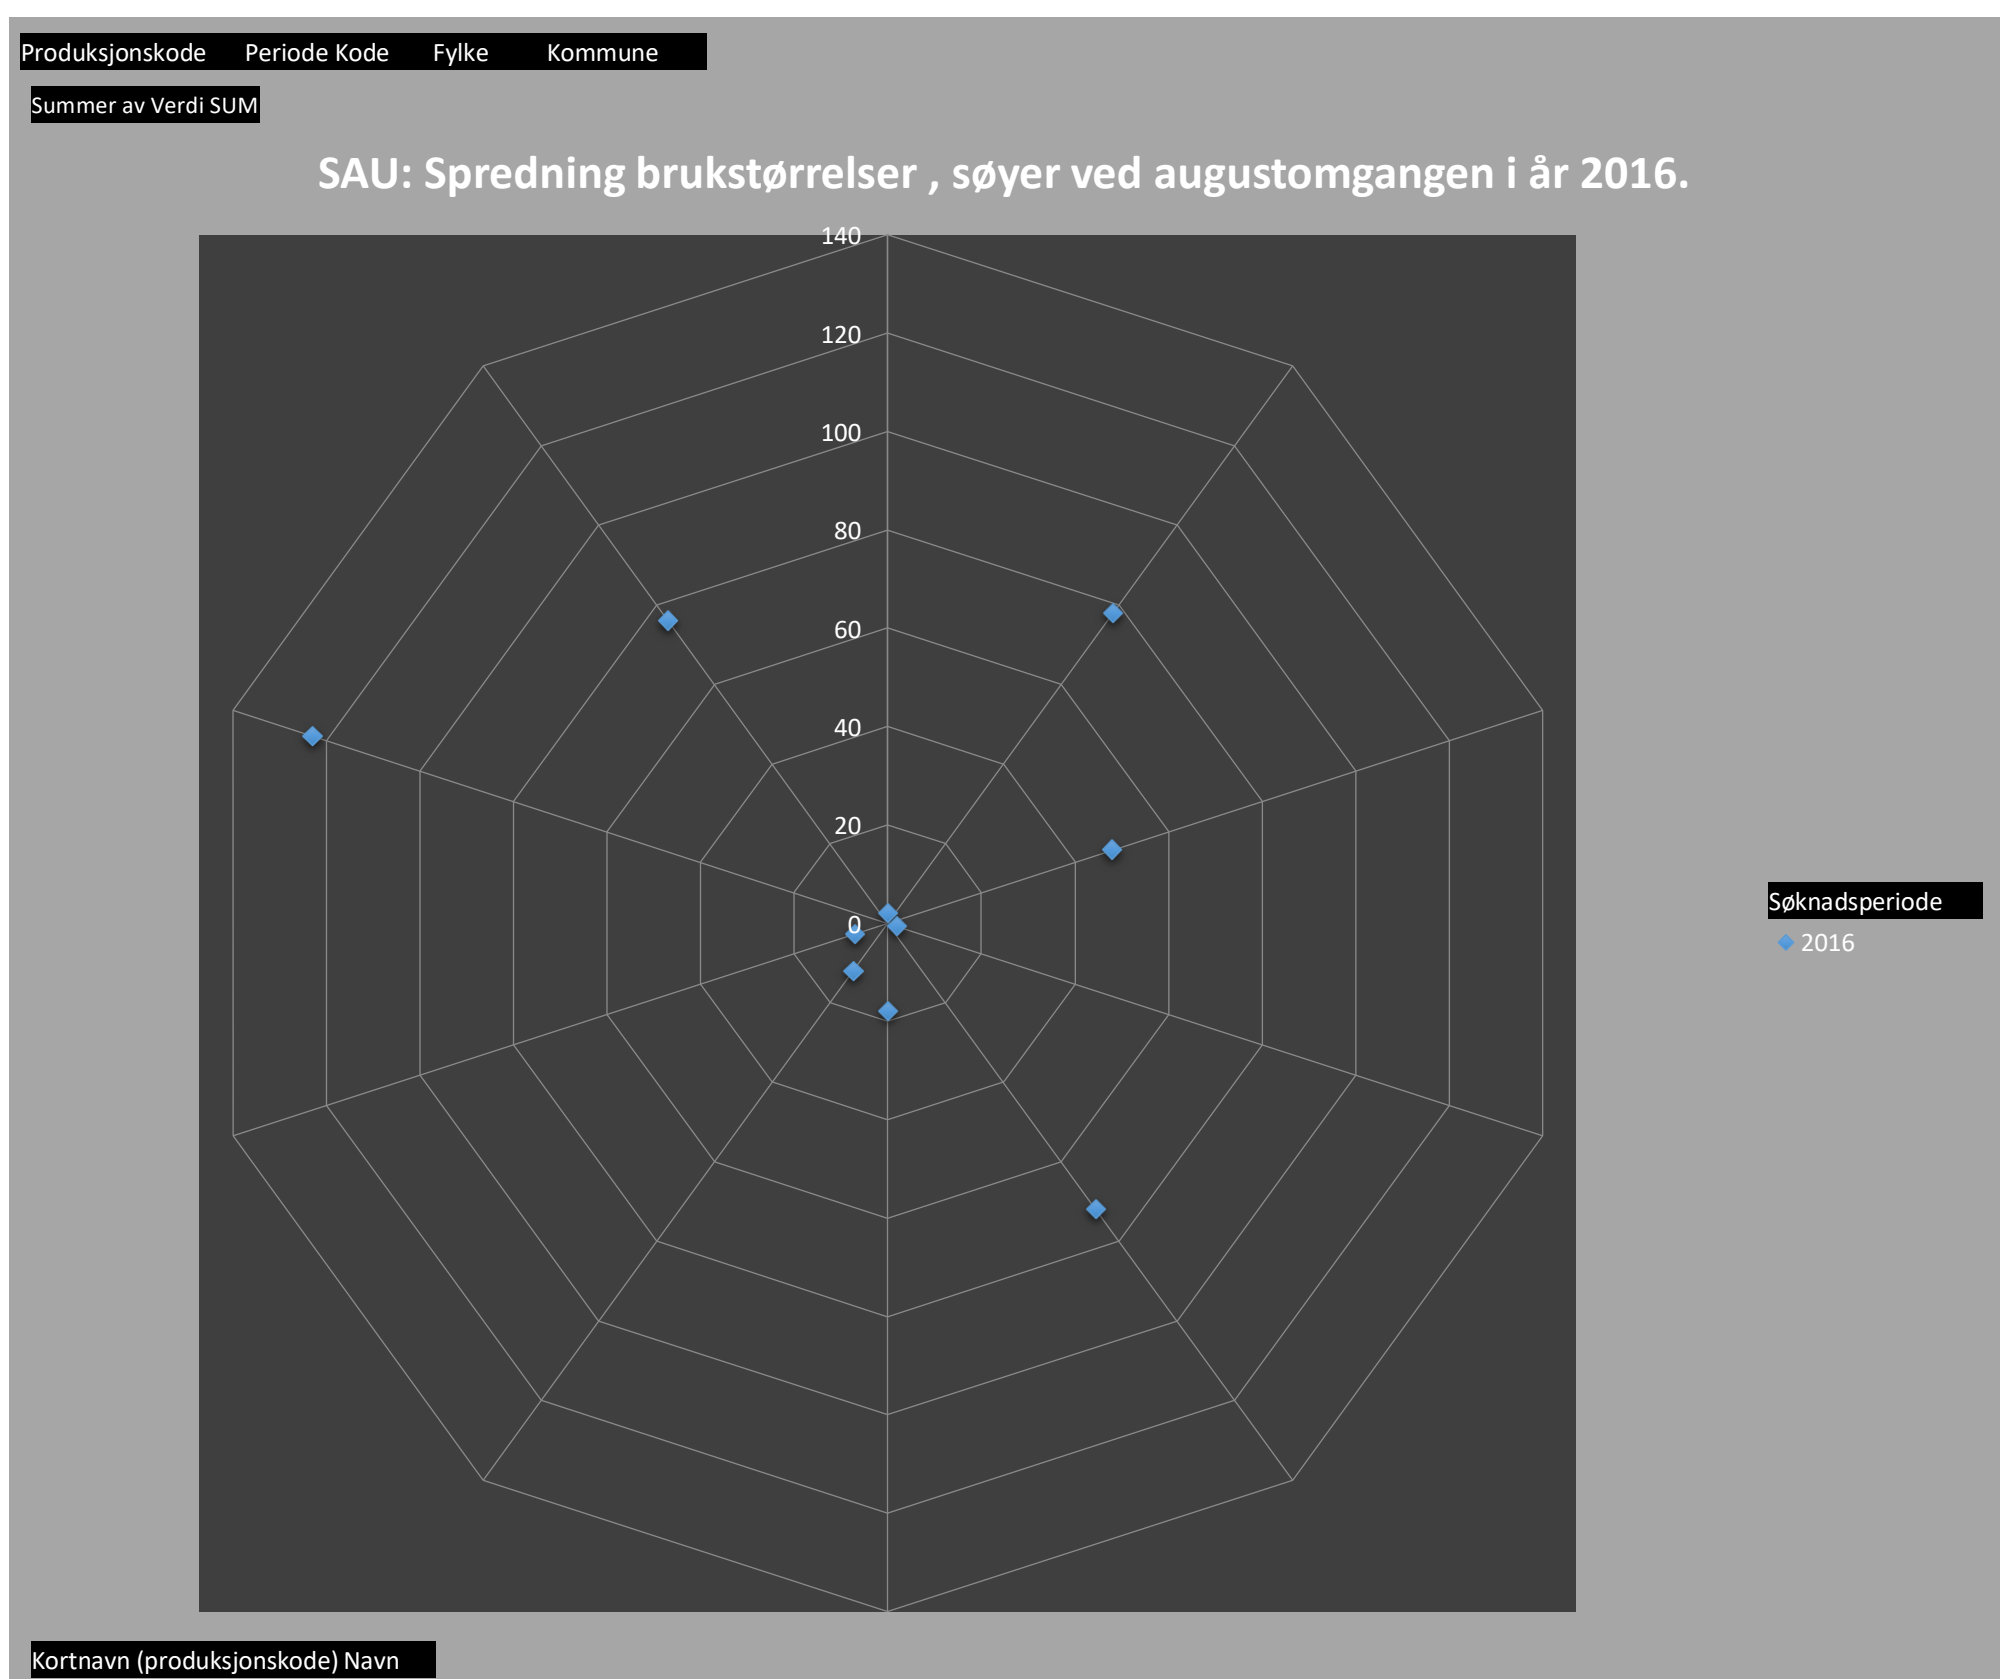 Produksjonskode Periode Kode Fylke Kommune
Summer av Verdi SUM
SAU: Spredning brukstørrelser , søyer ved augustomgangen i år 2016.
140
120
100
80
60
40
20
0
Søknadsperiode
2016
Kortnavn (produksjonskode) Navn